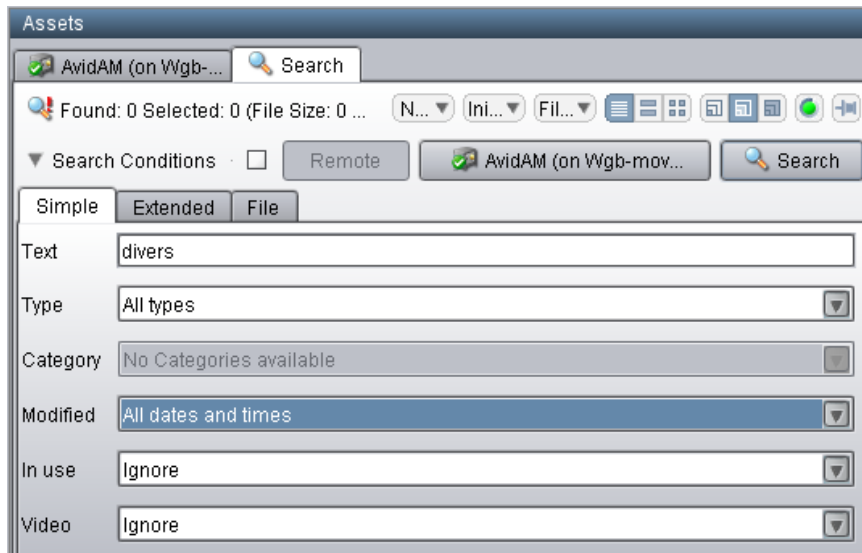 Assets
AvidAM (on Wgb-... Search
Found: 0 Selected: 0 (File Size: 0 ... N... Ini... Fil...
Search Conditions Remote AvidAM (on Wgb-mov... Search
Simple Extended File
Text divers
Type All types
Category No Categories available
Modified All dates and times
In use Ignore
Video Ignore